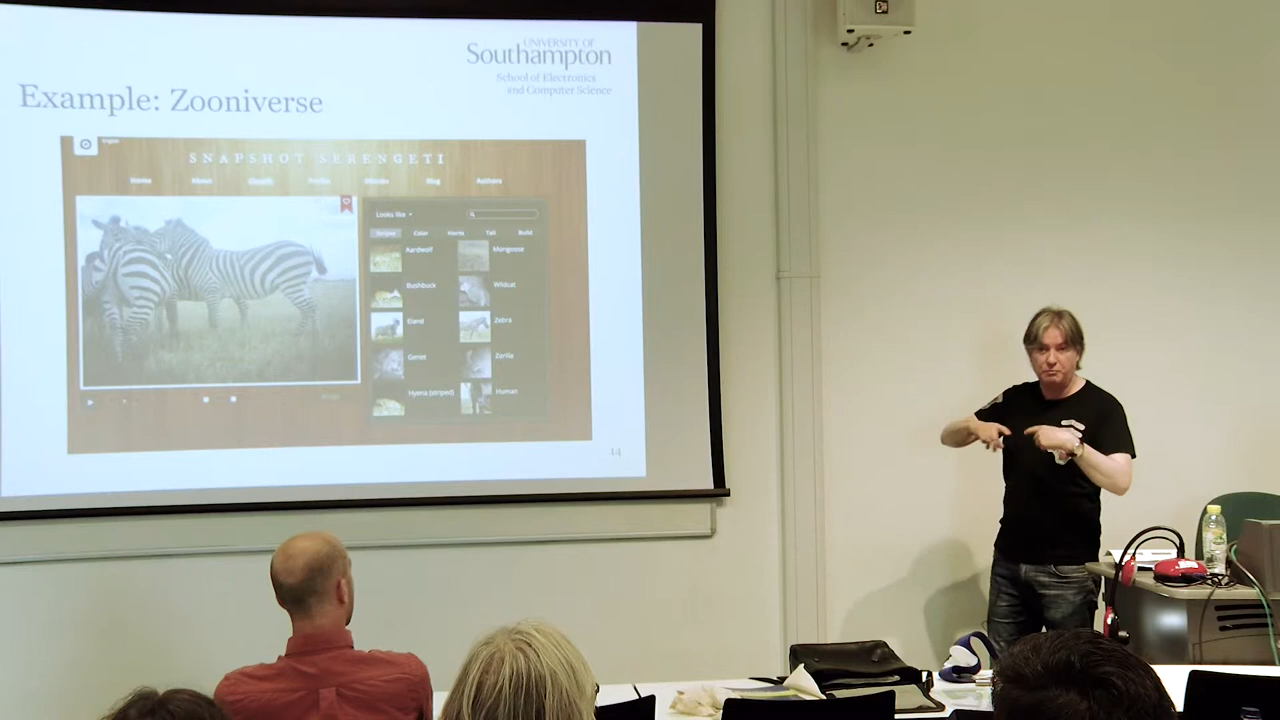 UNIVERSITY OF
Southampton
School of Electronics
and Computer Science
Example: Zooniverse
SNAPSHOT SERENGETI
Home About Classify Profile Blog Authors
Looks like
Stripes Color Horns Tail Build
Aardwolf Mongoose
Bushbuck Wildcat
Eland Zebra
Genet Zorilla
Hyena (striped) Human
14